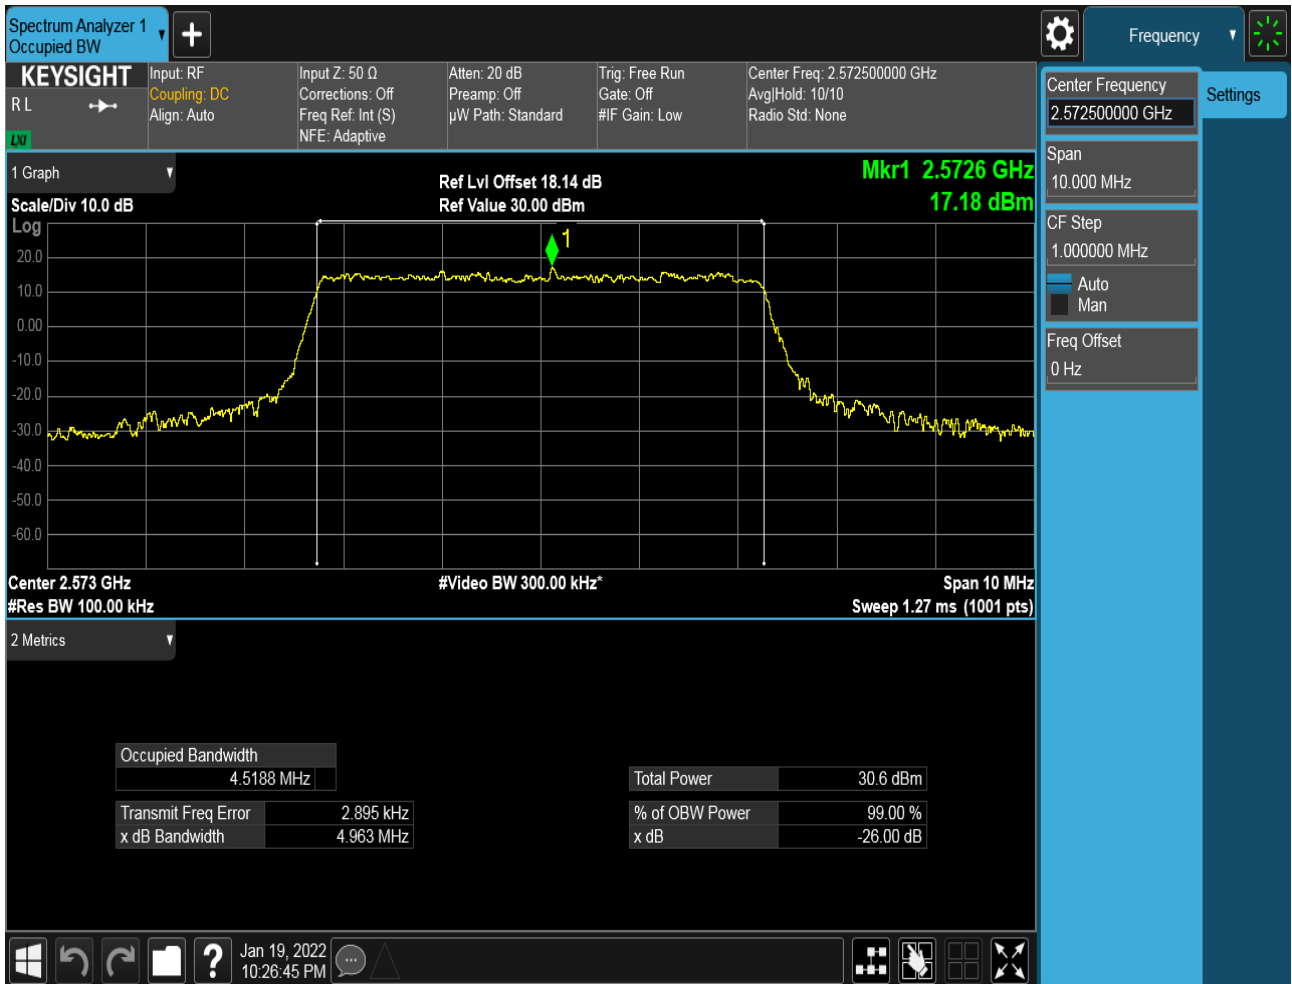 Spectrum Analyzer 1
Occupied BW
+
Frequency
KEYSIGHT
R L
LXI
Input: RF
Coupling: DC
Align: Auto
Input Z: 50 Ω
Corrections: Off
Freq Ref: Int (S)
NFE: Adaptive
Atten: 20 dB
Preamp: Off
µW Path: Standard
Trig: Free Run
Gate: Off
#IF Gain: Low
Center Freq: 2.572500000 GHz
Avg|Hold: 10/10
Radio Std: None
Center Frequency
2.572500000 GHz
Settings
Span
10.000 MHz
CF Step
1.000000 MHz
Auto
Man
Freq Offset
0 Hz
1 Graph
Scale/Div 10.0 dB
Ref Lvl Offset 18.14 dB
Ref Value 30.00 dBm
Mkr1 2.5726 GHz
17.18 dBm
Log
1
20.0
10.0
0.00
-10.0
-20.0
-30.0
-40.0
-50.0
-60.0
Center 2.573 GHz
#Res BW 100.00 kHz
#Video BW 300.00 kHz*
Span 10 MHz
Sweep 1.27 ms (1001 pts)
2 Metrics
Occupied Bandwidth
4.5188 MHz
Transmit Freq Error 2.895 kHz
x dB Bandwidth 4.963 MHz
Total Power 30.6 dBm
% of OBW Power 99.00 %
x dB -26.00 dB
?
Jan 19, 2022
10:26:45 PM